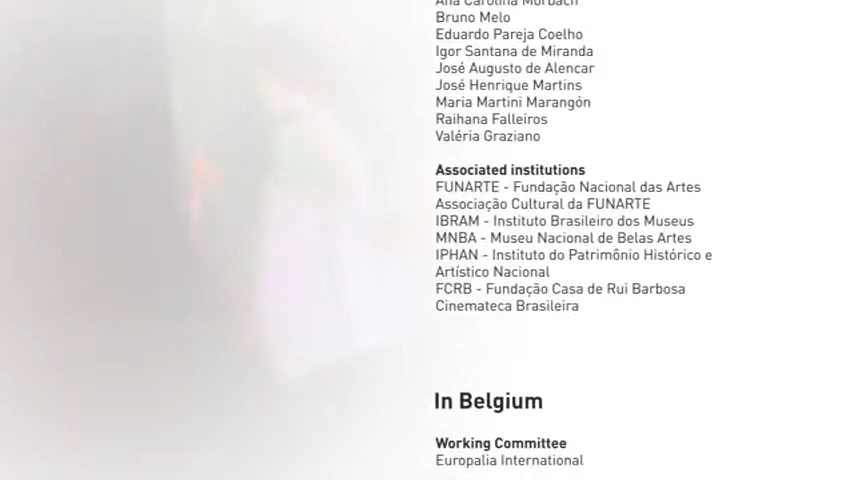 Ana Carolina Morbach
Bruno Melo
Eduardo Pareja Coelho
Igor Santana de Miranda
José Augusto de Alencar
José Henrique Martins
Maria Martini Marangón
Raihana Falleiros
Valéria Graziano
Associated institutions
FUNARTE - Fundação Nacional das Artes
Associação Cultural da FUNARTE
IBRAM - Instituto Brasileiro dos Museus
MNBA - Museu Nacional de Belas Artes
IPHAN - Instituto do Patrimônio Histórico e
Artístico Nacional
FCRB - Fundação Casa de Rui Barbosa
Cinemateca Brasileira
In Belgium
Working Committee
Europalia International